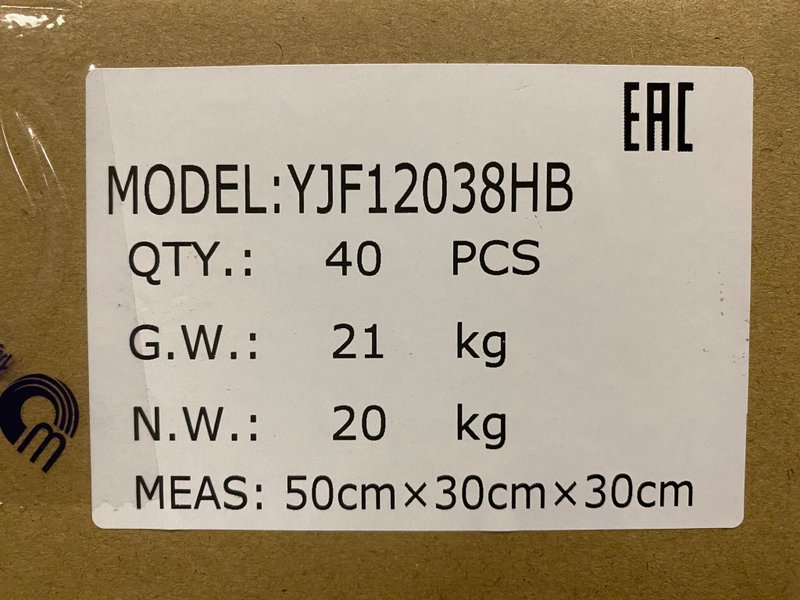 EAC
MODEL:YJF12038HB
QTY.: 40 PCS
G.W.: 21 kg
N.W.: 20 kg
MEAS: 50cm×30cm×30cm